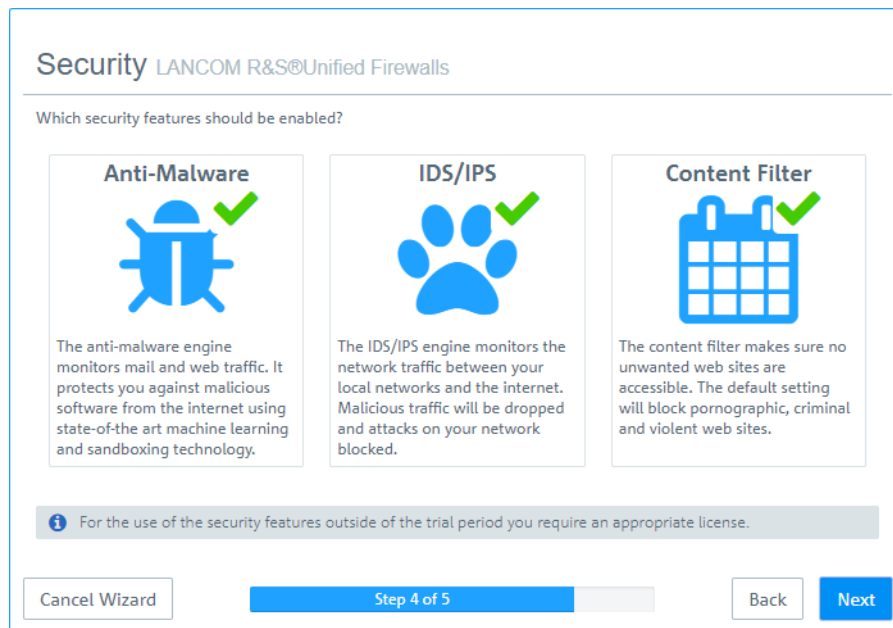 Security LANCOM R&S®Unified Firewalls
Which security features should be enabled?
Anti-Malware
The anti-malware engine
monitors mail and web traffic. It
protects you against malicious
software from the internet using
state-of-the art machine learning
and sandboxing technology.
IDS/IPS
The IDS/IPS engine monitors the
network traffic between your
local networks and the internet.
Malicious traffic will be dropped
and attacks on your network
blocked.
Content Filter
The content filter makes sure no
unwanted web sites are
accessible. The default setting
will block pornographic, criminal
and violent web sites.
For the use of the security features outside of the trial period you require an appropriate license.
Cancel Wizard
Step 4 of 5
Back
Next